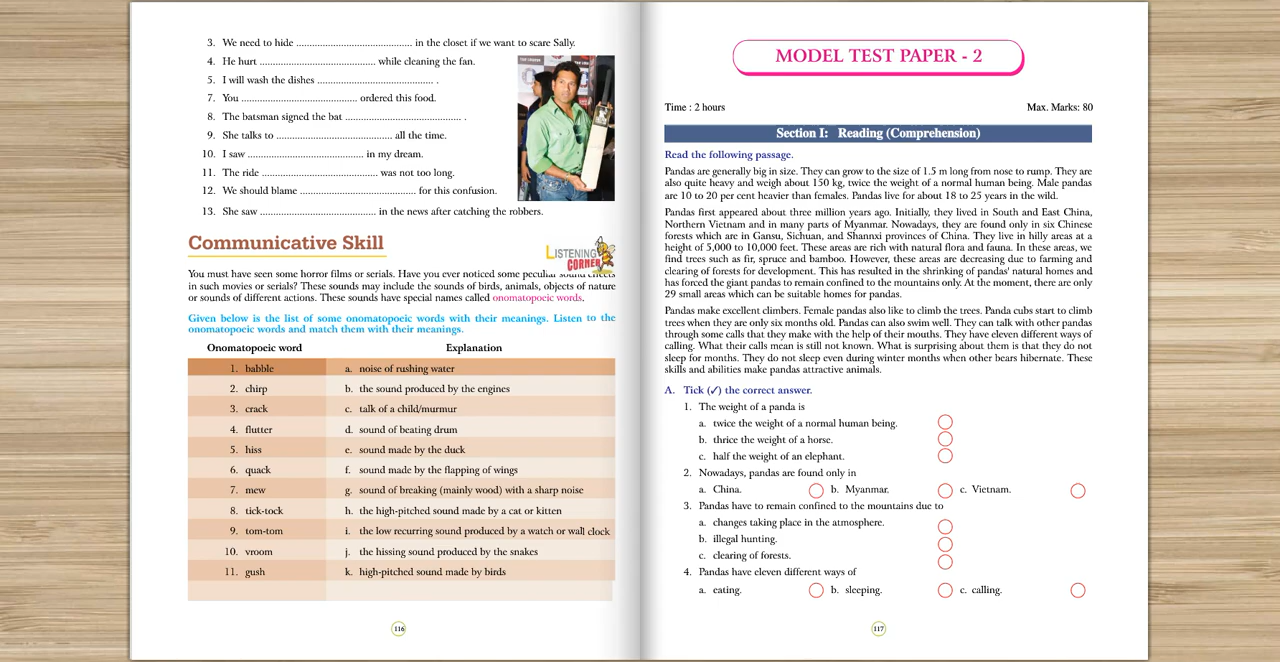 3. We need to hide ............................................ in the closet if we want to scare Sally.
4. He hurt ............................................ while cleaning the fan.
5. I will wash the dishes ............................................ .
7. You ............................................ ordered this food.
8. The batsman signed the bat ............................................ .
9. She talks to ............................................ all the time.
10. I saw ............................................ in my dream.
11. The ride ............................................ was not too long.
12. We should blame ............................................ for this confusion.
13. She saw ............................................ in the news after catching the robbers.
Communicative Skill
LISTENING
CORNER
You must have seen some horror films or serials. Have you ever noticed some peculiar sound effects
in such movies or serials? These sounds may include the sounds of birds, animals, objects of nature
or sounds of different actions. These sounds have special names called onomatopoeic words.
Given below is the list of some onomatopoeic words with their meanings. Listen to the
onomatopoeic words and match them with their meanings.
Onomatopoeic word Explanation
1. babble a. noise of rushing water
2. chirp b. the sound produced by the engines
3. crack c. talk of a child/murmur
4. flutter d. sound of beating drum
5. hiss e. sound made by the duck
6. quack f. sound made by the flapping of wings
7. mew g. sound of breaking (mainly wood) with a sharp noise
8. tick-tock h. the high-pitched sound made by a cat or kitten
9. tom-tom i. the low recurring sound produced by a watch or wall clock
10. vroom j. the hissing sound produced by the snakes
11. gush k. high-pitched sound made by birds
116
MODEL TEST PAPER - 2
Time : 2 hours Max. Marks: 80
Section I: Reading (Comprehension)
Read the following passage.
Pandas are generally big in size. They can grow to the size of 1.5 m long from nose to rump. They are
also quite heavy and weigh about 150 kg, twice the weight of a normal human being. Male pandas
are 10 to 20 per cent heavier than females. Pandas live for about 18 to 25 years in the wild.
Pandas first appeared about three million years ago. Initially, they lived in South and East China,
Northern Vietnam and in many parts of Myanmar. Nowadays, they are found only in six Chinese
forests which are in Gansu, Sichuan, and Shannxi provinces of China. They live in hilly areas at a
height of 5,000 to 10,000 feet. These areas are rich with natural flora and fauna. In these areas, we
find trees such as fir, spruce and bamboo. However, these areas are decreasing due to farming and
clearing of forests for development. This has resulted in the shrinking of pandas' natural homes and
has forced the giant pandas to remain confined to the mountains only. At the moment, there are only
29 small areas which can be suitable homes for pandas.
Pandas make excellent climbers. Female pandas also like to climb the trees. Panda cubs start to climb
trees when they are only six months old. Pandas can also swim well. They can talk with other pandas
through some calls that they make with the help of their mouths. They have eleven different ways of
calling. What their calls mean is still not known. What is surprising about them is that they do not
sleep for months. They do not sleep even during winter months when other bears hibernate. These
skills and abilities make pandas attractive animals.
A. Tick (✓) the correct answer.
1. The weight of a panda is
a. twice the weight of a normal human being.
b. thrice the weight of a horse.
c. half the weight of an elephant.
2. Nowadays, pandas are found only in
a. China. b. Myanmar. c. Vietnam.
3. Pandas have to remain confined to the mountains due to
a. changes taking place in the atmosphere.
b. illegal hunting.
c. clearing of forests.
4. Pandas have eleven different ways of
a. eating. b. sleeping. c. calling.
117